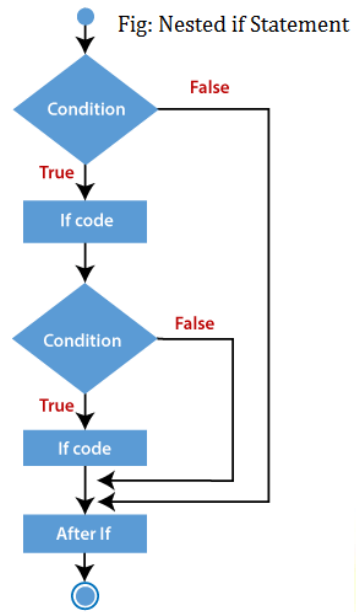 Fig: Nested if Statement
Condition
False
True
If code
Condition
False
True
If code
After If